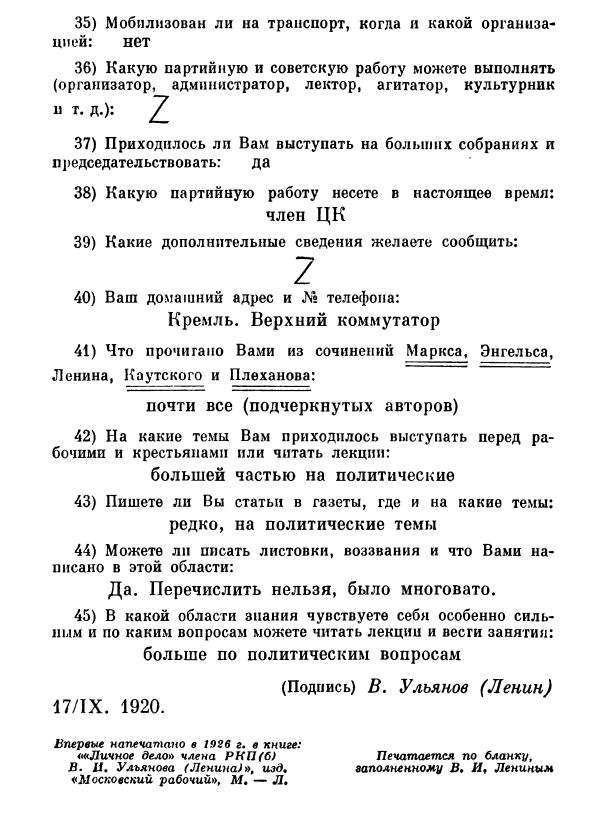 35) Мобилизован ли на транспорт, когда и какой организа-
цией: нет
36) Какую партийную и советскую работу можете выполнять
(организатор, администратор, лектор, агитатор, культурник
и т. д.): Z
37) Приходилось ли Вам выступать на больших собраниях и
председательствовать: да
38) Какую партийную работу несете в настоящее время:
член ЦК
39) Какие дополнительные сведения желаете сообщить:
Z
40) Ваш домашний адрес и № телефона:
Кремль. Верхний коммутатор
41) Что прочитано Вами из сочинений Маркса, Энгельса,
Ленина, Каутского и Плеханова:
почти все (подчеркнутых авторов)
42) На какие темы Вам приходилось выступать перед ра-
бочими и крестьянами или читать лекции:
большей частью на политические
43) Пишете ли Вы статьи в газеты, где и на какие темы:
редко, на политические темы
44) Можете ли писать листовки, воззвания и что Вами на-
писано в этой области:
Да. Перечислить нельзя, было многовато.
45) В какой области знания чувствуете себя особенно силь-
ным и по каким вопросам можете читать лекции и вести занятия:
больше по политическим вопросам
(Подпись) В. Ульянов (Ленин)
17/IX. 1920.
Впервые напечатано в 1926 г. в книге:
««Личное дело» члена РКП(б)
В. И. Ульянова (Ленина)», изд.
«Московский рабочий», М. — Л.
Печатается по бланку,
заполненному В. И. Лениным